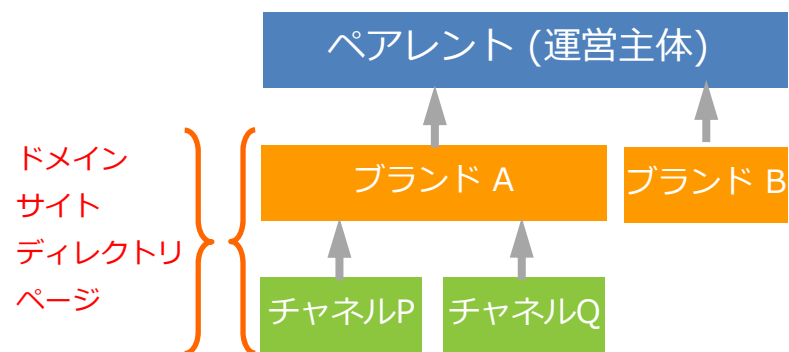 ペアレント (運営主体)
ドメイン
サイト
ディレクトリ
ページ
ブランド A
ブランド B
チャネルP
チャネルQ